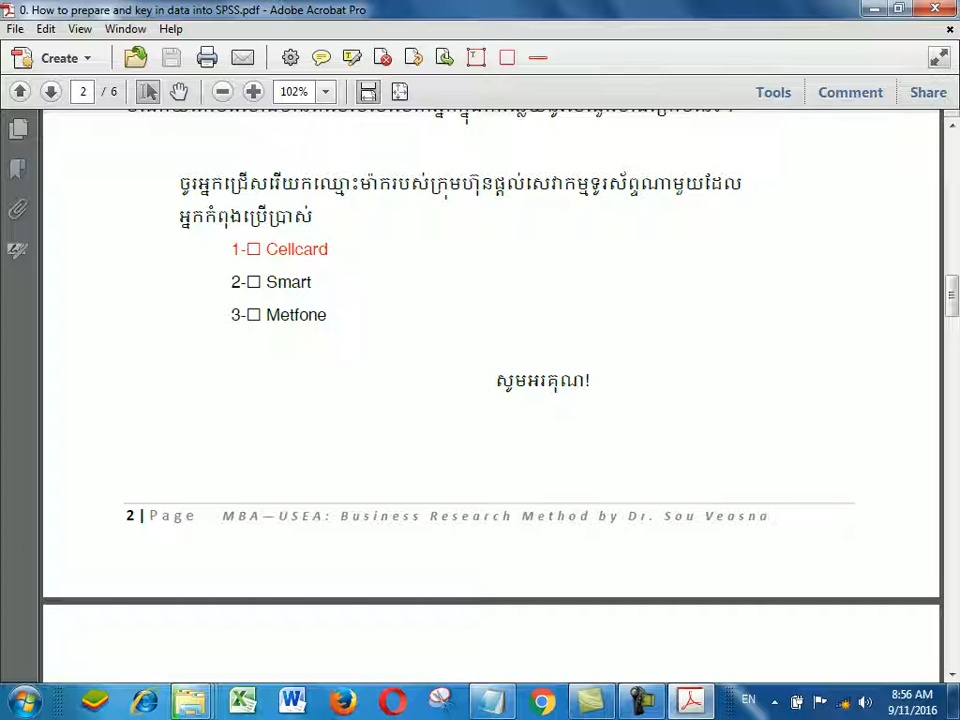 0. How to prepare and key in data into SPSS.pdf - Adobe Acrobat Pro
File Edit View Window Help
Create
2 / 6 102% Tools Comment Share
ចូរអ្នកជ្រើសរើយកឈ្មោះម៉ាករបស់ក្រុមហ៊ុនផ្តល់សេវាកម្មទូរស័ព្ទណាមួយដែល
អ្នកកំពុងប្រើប្រាស់
1-☐ Cellcard
2-☐ Smart
3-☐ Metfone
សូមអរគុណ!
2 | Page MBA—USEA: Business Research Method by Dr. Sou Veasna
EN 8:56 AM
9/11/2016